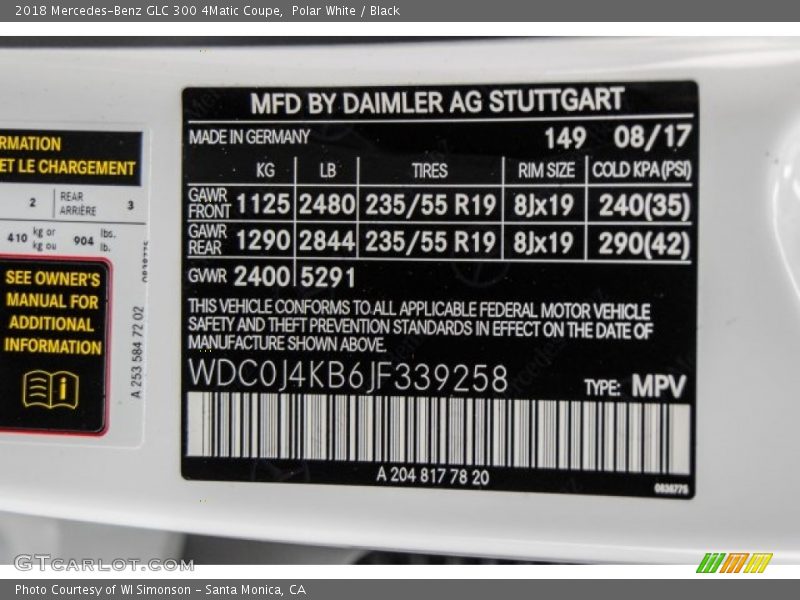 2018 Mercedes-Benz GLC 300 4Matic Coupe, Polar White / Black
RMATION
ET LE CHARGEMENT
2 REAR ARRIÈRE 3
410 kg or kg ou 904 lbs. lb.
SEE OWNER'S
MANUAL FOR
ADDITIONAL
INFORMATION
A 253 584 72 02
MFD BY DAIMLER AG STUTTGART
MADE IN GERMANY 149 08/17
KG LB TIRES RIM SIZE COLD KPA(PSI)
GAWR FRONT 1125 2480 235/55 R19 8Jx19 240(35)
GAWR REAR 1290 2844 235/55 R19 8Jx19 290(42)
GVWR 2400 5291
THIS VEHICLE CONFORMS TO ALL APPLICABLE FEDERAL MOTOR VEHICLE
SAFETY AND THEFT PREVENTION STANDARDS IN EFFECT ON THE DATE OF
MANUFACTURE SHOWN ABOVE.
WDC0J4KB6JF339258 TYPE: MPV
A 204 817 78 20
GTCARLOT.COM
Photo Courtesy of WI Simonson - Santa Monica, CA